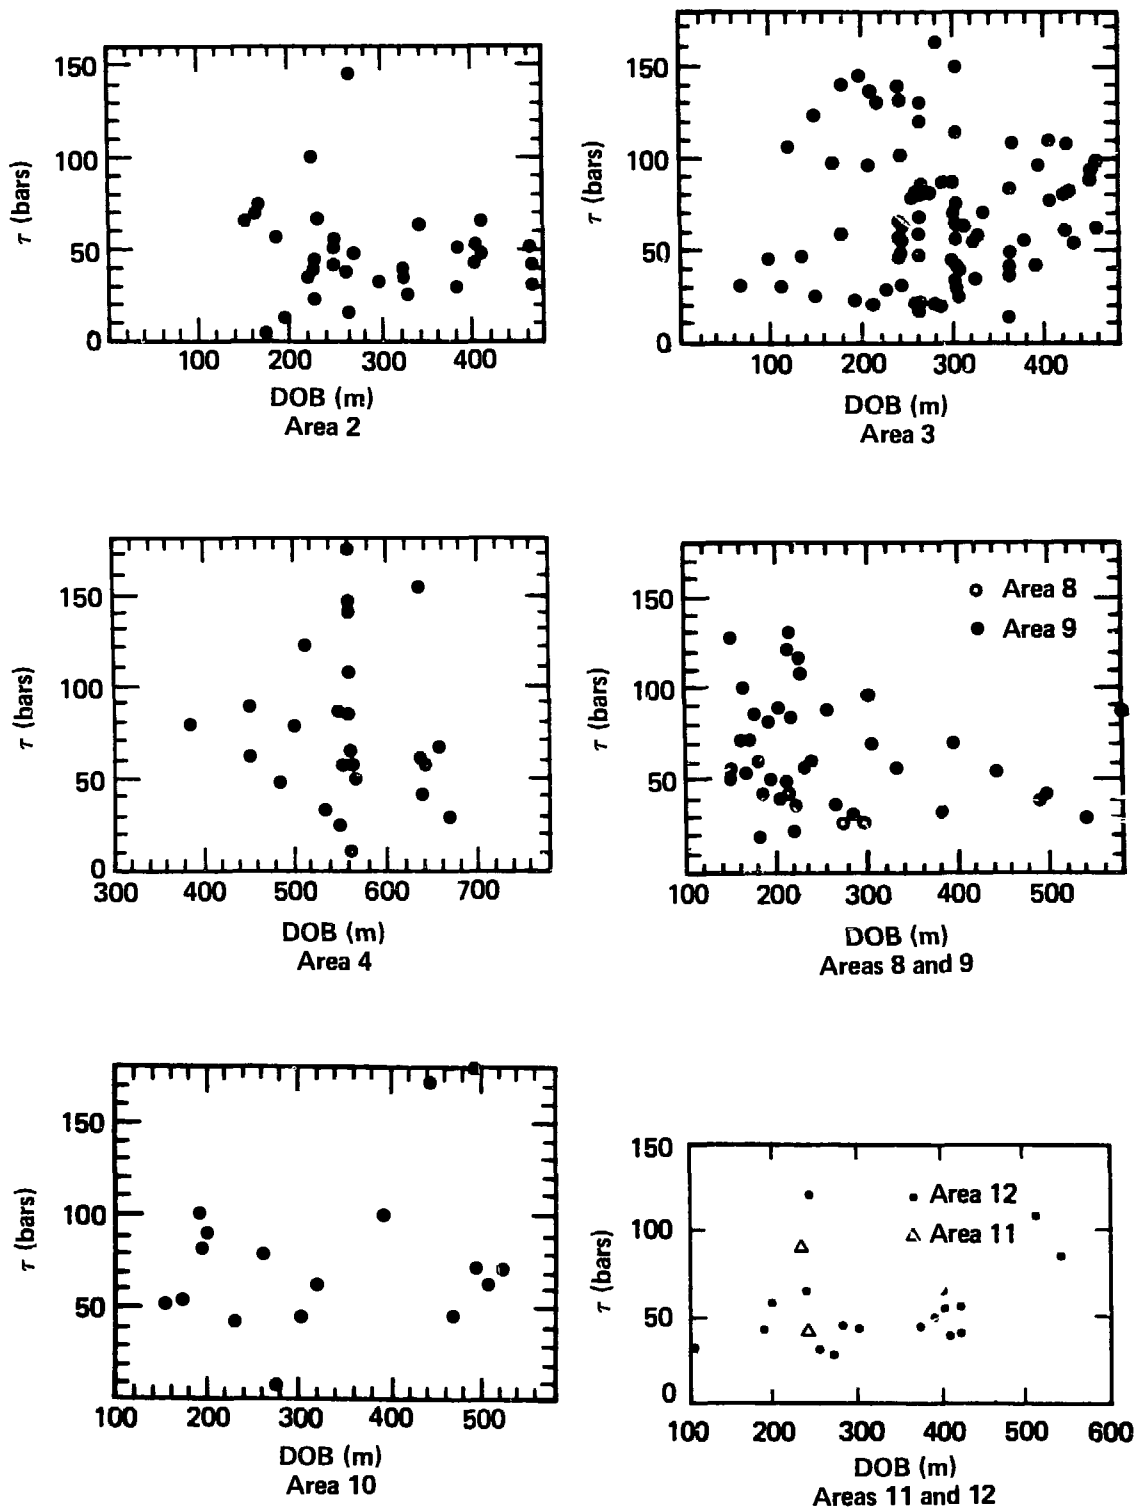 150
100
50
0
τ (bars)
100 200 300 400
DOB (m)
Area 2
150
100
50
0
τ (bars)
100 200 300 400
DOB (m)
Area 3
150
100
50
0
τ (bars)
300 400 500 600 700
DOB (m)
Area 4
Area 8
Area 9
150
100
50
τ (bars)
100 200 300 400 500
DOB (m)
Areas 8 and 9
150
100
50
τ (bars)
100 200 300 400 500
DOB (m)
Area 10
Area 12
Area 11
150
100
50
0
τ (bars)
100 200 300 400 500 600
DOB (m)
Areas 11 and 12